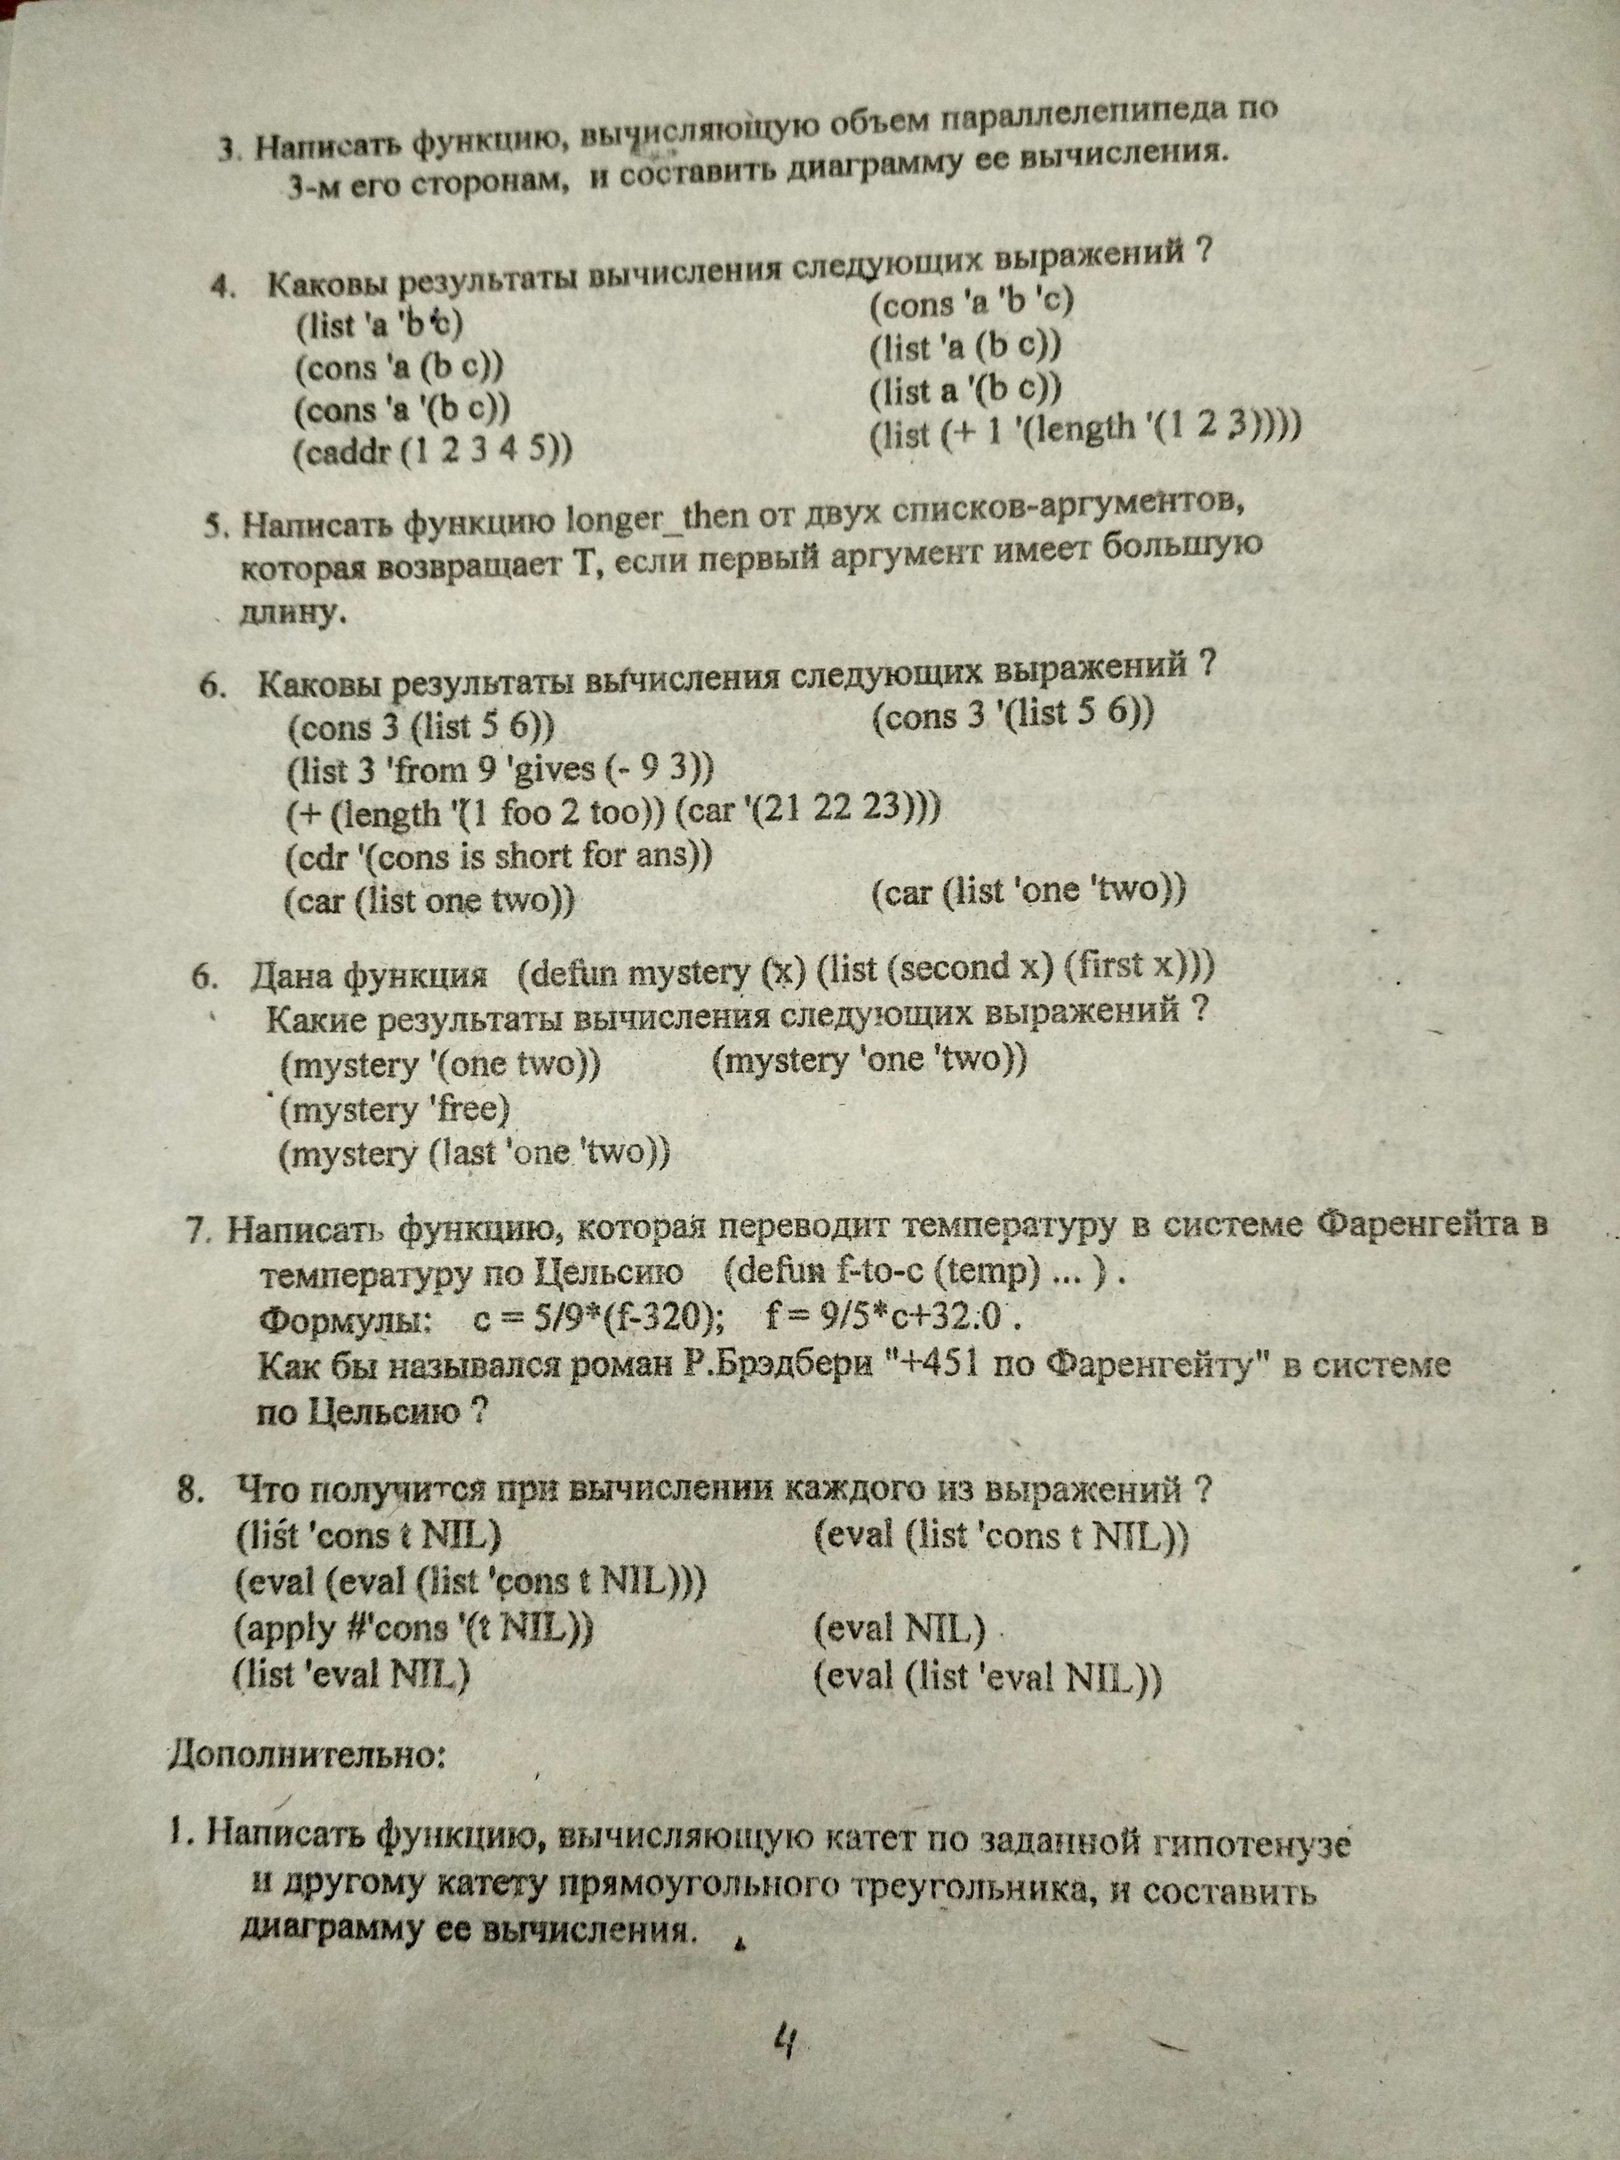 3. Написать функцию, вычисляющую объем параллелепипеда по
3-м его сторонам, и составить диаграмму ее вычисления.
4. Каковы результаты вычисления следующих выражений ?
(list 'a 'b 'c) (cons 'a 'b 'c)
(cons 'a (b c)) (list 'a (b c))
(cons 'a '(b c)) (list a '(b c))
(caddr (1 2 3 4 5)) (list (+ 1 '(length '(1 2 3))))
5. Написать функцию longer_then от двух списков-аргументов,
которая возвращает Т, если первый аргумент имеет большую
длину.
6. Каковы результаты вычисления следующих выражений ?
(cons 3 (list 5 6)) (cons 3 '(list 5 6))
(list 3 'from 9 'gives (- 9 3))
(+ (length '(1 foo 2 too)) (car '(21 22 23)))
(cdr '(cons is short for ans))
(car (list one two)) (car (list 'one 'two))
6. Дана функция (defun mystery (x) (list (second x) (first x)))
Какие результаты вычисления следующих выражений ?
(mystery '(one two)) (mystery 'one 'two))
(mystery 'free)
(mystery (last 'one 'two))
7. Написать функцию, которая переводит температуру в системе Фаренгейта в
температуру по Цельсию (defun f-to-c (temp) ... ) .
Формулы: c = 5/9*(f-320); f = 9/5*c+32.0 .
Как бы назывался роман Р.Брэдбери "+451 по Фаренгейту" в системе
по Цельсию ?
8. Что получится при вычислении каждого из выражений ?
(list 'cons t NIL) (eval (list 'cons t NIL))
(eval (eval (list 'cons t NIL)))
(apply #'cons '(t NIL)) (eval NIL)
(list 'eval NIL) (eval (list 'eval NIL))
Дополнительно:
1. Написать функцию, вычисляющую катет по заданной гипотенузе
и другому катету прямоугольного треугольника, и составить
диаграмму ее вычисления.
4